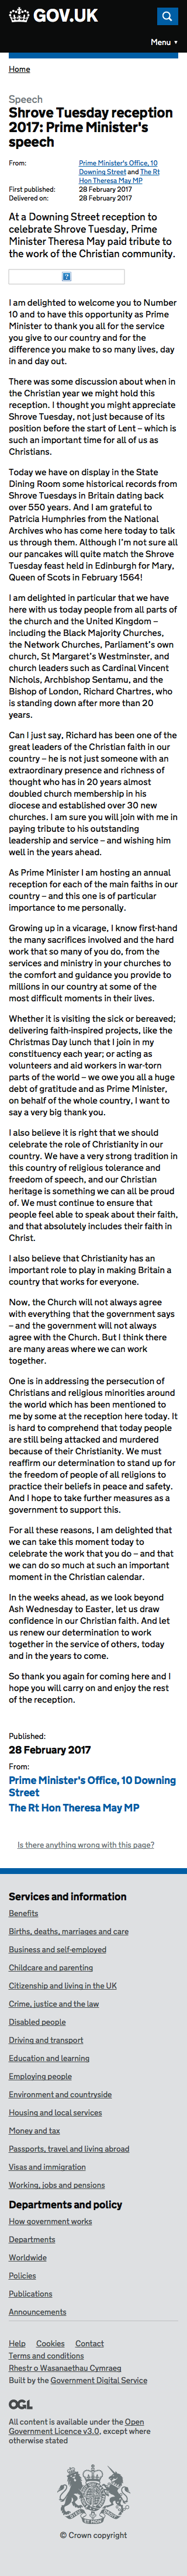 GOV.UK
Menu ▼
Home
Speech
Shrove Tuesday reception
2017: Prime Minister's
speech
From:
Prime Minister's Office, 10
Downing Street and The Rt
Hon Theresa May MP
First published:
28 February 2017
Delivered on:
28 February 2017
At a Downing Street reception to
celebrate Shrove Tuesday, Prime
Minister Theresa May paid tribute to
the work of the Christian community.
I am delighted to welcome you to Number
10 and to have this opportunity as Prime
Minister to thank you all for the service
you give to our country and for the
difference you make to so many lives, day
in and day out.
There was some discussion about when in
the Christian year we might hold this
reception. I thought you might appreciate
Shrove Tuesday, not just because of its
position before the start of Lent – which is
such an important time for all of us as
Christians.
Today we have on display in the State
Dining Room some historical records from
Shrove Tuesdays in Britain dating back
over 550 years. And I am grateful to
Patricia Humphries from the National
Archives who has come here today to talk
us through them. Although I'm not sure all
our pancakes will quite match the Shrove
Tuesday feast held in Edinburgh for Mary,
Queen of Scots in February 1564!
I am delighted in particular that we have
here with us today people from all parts of
the church and the United Kingdom –
including the Black Majority Churches,
the Network Churches, Parliament's own
church, St Margaret's Westminster, and
church leaders such as Cardinal Vincent
Nichols, Archbishop Sentamu, and the
Bishop of London, Richard Chartres, who
is standing down after more than 20
years.
Can I just say, Richard has been one of the
great leaders of the Christian faith in our
country – he is not just someone with an
extraordinary presence and richness of
thought who has in 20 years almost
doubled church membership in his
diocese and established over 30 new
churches. I am sure you will join with me in
paying tribute to his outstanding
leadership and service – and wishing him
well in the years ahead.
As Prime Minister I am hosting an annual
reception for each of the main faiths in our
country – and this one is of particular
importance to me personally.
Growing up in a vicarage, I know first-hand
the many sacrifices involved and the hard
work that so many of you do, from the
services and ministry in your churches to
the comfort and guidance you provide to
millions in our country at some of the
most difficult moments in their lives.
Whether it is visiting the sick or bereaved;
delivering faith-inspired projects, like the
Christmas Day lunch that I join in my
constituency each year; or acting as
volunteers and aid workers in war-torn
parts of the world – we owe you all a huge
debt of gratitude and as Prime Minister,
on behalf of the whole country, I want to
say a very big thank you.
I also believe it is right that we should
celebrate the role of Christianity in our
country. We have a very strong tradition in
this country of religious tolerance and
freedom of speech, and our Christian
heritage is something we can all be proud
of. We must continue to ensure that
people feel able to speak about their faith,
and that absolutely includes their faith in
Christ.
I also believe that Christianity has an
important role to play in making Britain a
country that works for everyone.
Now, the Church will not always agree
with everything that the government says
– and the government will not always
agree with the Church. But I think there
are many areas where we can work
together.
One is in addressing the persecution of
Christians and religious minorities around
the world which has been brought home
to me by some of the moving stories
we spoke at the reception here today. It is
hard to comprehend that today people
are still being attacked and murdered
because of their Christianity. We must
reaffirm our determination to stand up for
the freedom of people of all religions to
practice their beliefs in peace and safety.
And I hope to take further measures as a
government to support this.
For all these reasons, I am delighted that
we can take this moment today to
celebrate the work that you do – and that
we can do so much at such an important
moment in the Christian calendar.
In the weeks ahead, as we look beyond
Ash Wednesday to Easter, let us draw
confidence in our Christian faith. And let
us renew our determination to work
together in the service of others, today
and in the years to come.
So thank you again for coming here and I
hope you will carry on and enjoy the rest
of the reception.
Published:
28 February 2017
From:
Prime Minister's Office, 10 Downing
Street
The Rt Hon Theresa May MP
Is there anything wrong with this page?
Services and information
Benefits
Births, deaths, marriages and care
Business and self-employed
Childcare and parenting
Citizenship and living in the UK
Crime, justice and the law
Disabled people
Driving and transport
Education and learning
Employing people
Environment and countryside
Housing and local services
Money and tax
Passports, travel and living abroad
Visas and immigration
Working, jobs and pensions
Departments and policy
How government works
Departments
Worldwide
Policies
Publications
Announcements
Help Cookies Contact
Terms and conditions
Rhestr o Wasanaethau Cymraeg
Built by the Government Digital Service
OGL
All content is available under the Open
Government Licence v3.0, except where
otherwise stated
© Crown copyright